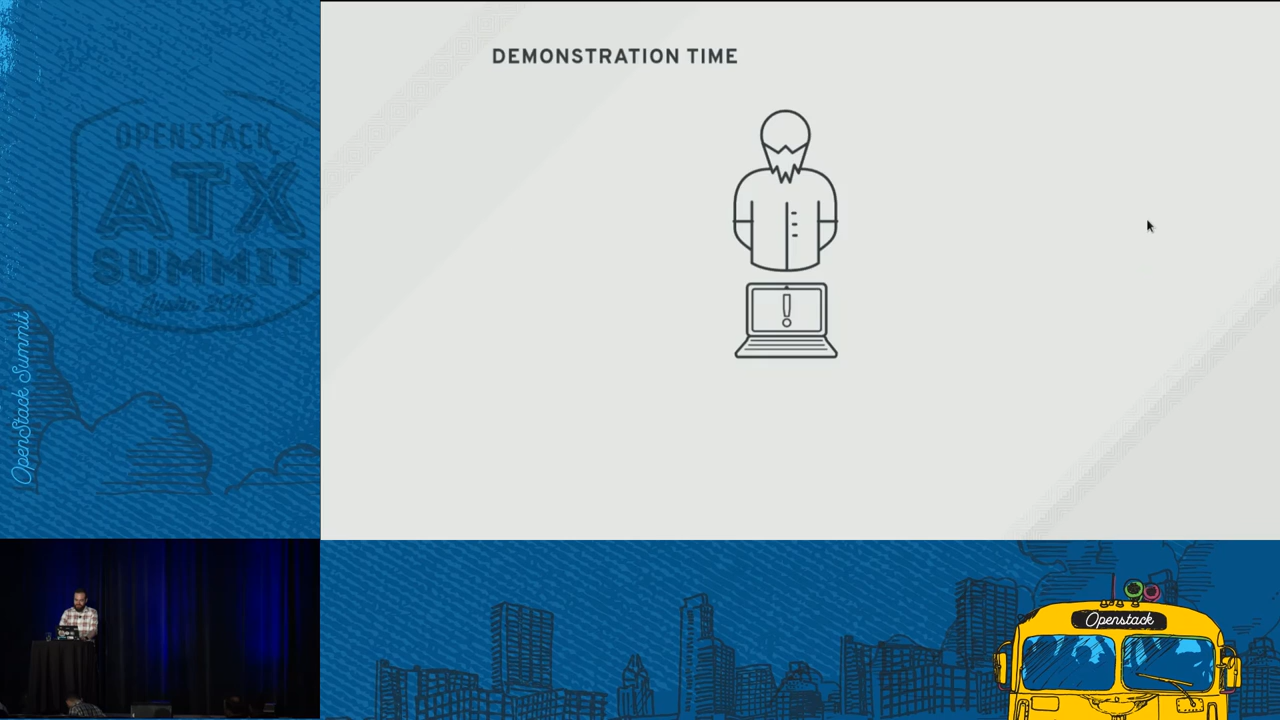 DEMONSTRATION TIME
OPENSTACK
ATX
SUMMIT
Austin 2016
OpenStack Summit
!
Openstack